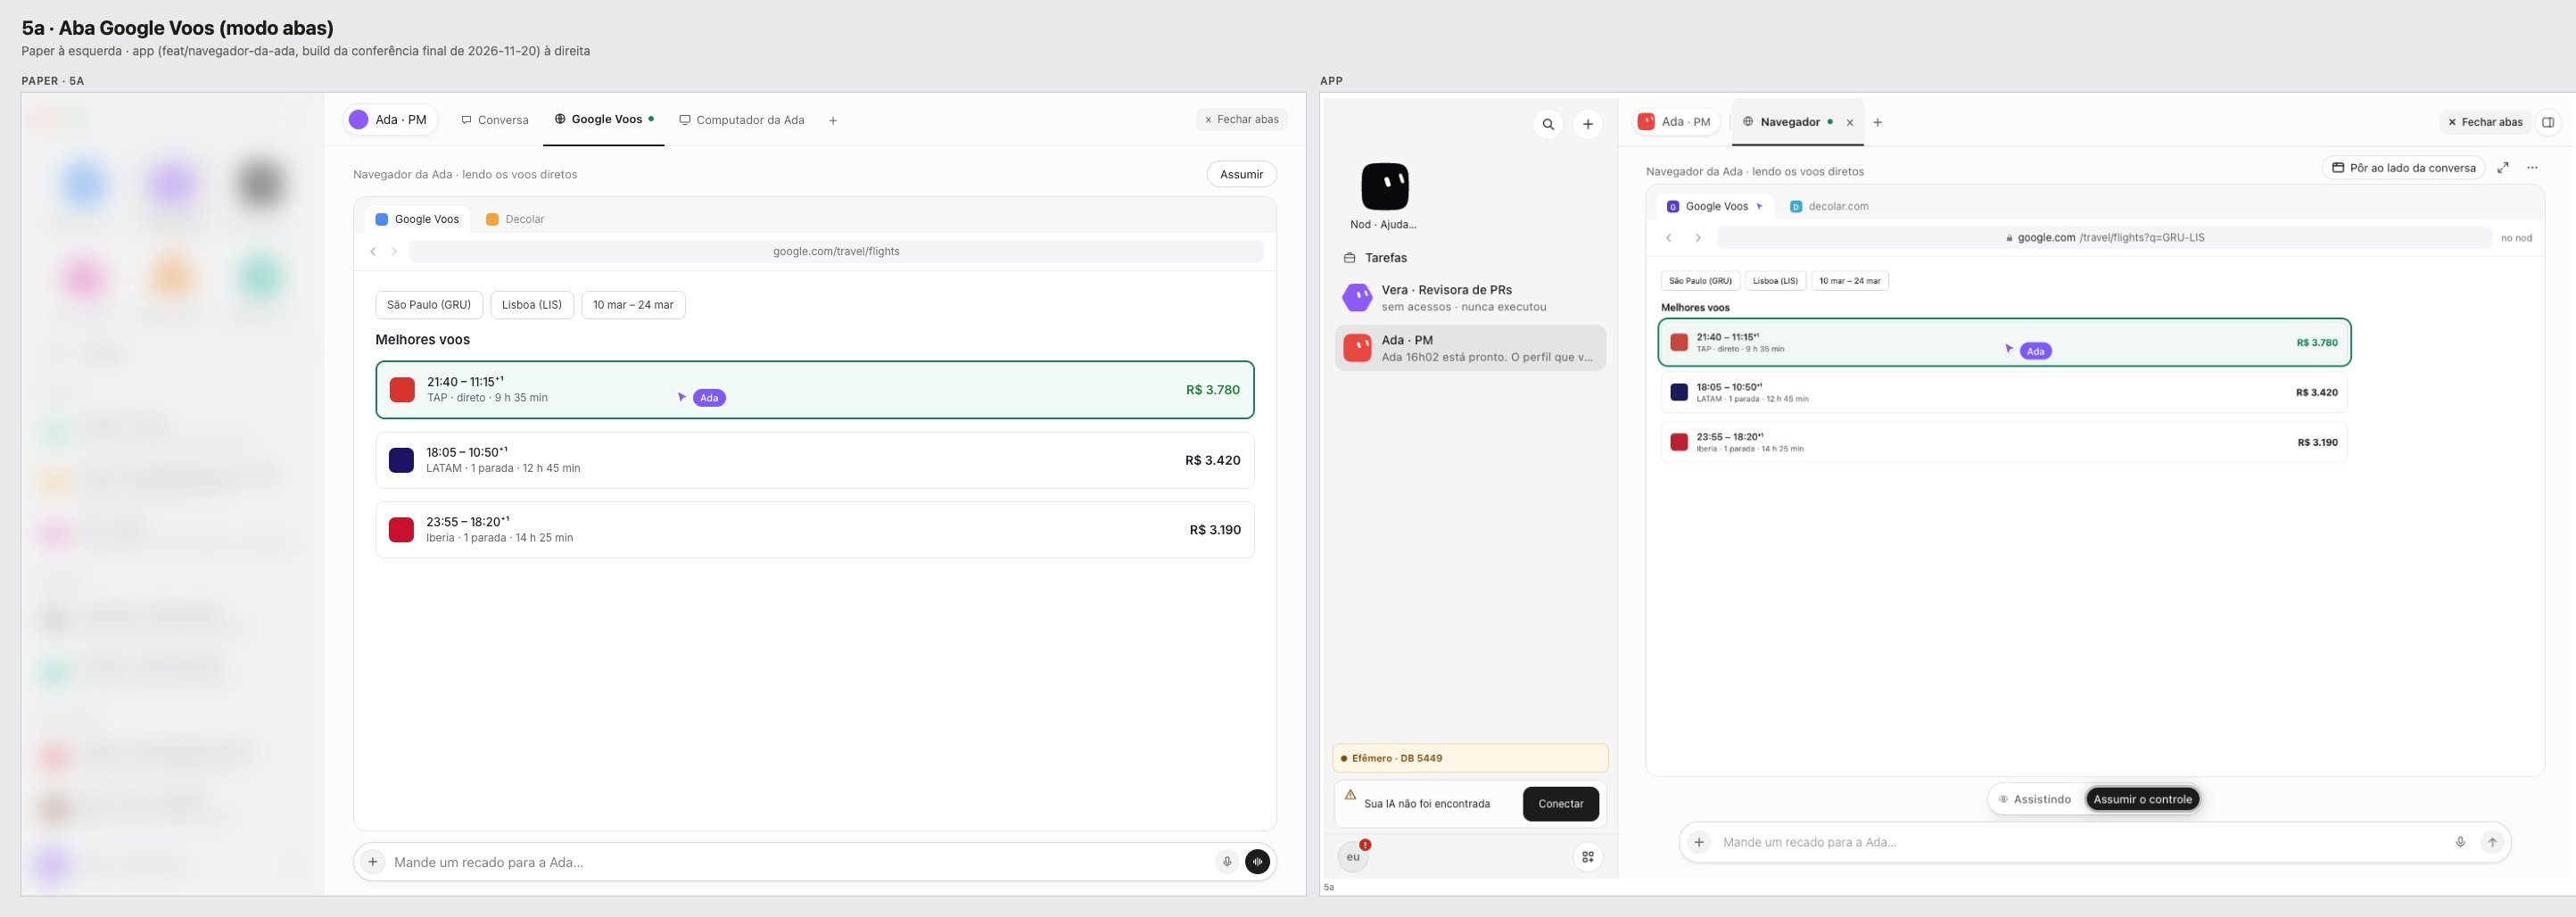 5a · Aba Google Voos (modo abas)
Paper à esquerda · app (feat/navegador-da-ada, build da conferência final de 2026-11-20) à direita
PAPER · 5A
Ada · PM
Conversa
Google Voos
Computador da Ada
+
× Fechar abas
Navegador da Ada · lendo os voos diretos
Assumir
Google Voos
Decolar
google.com/travel/flights
São Paulo (GRU)
Lisboa (LIS)
10 mar – 24 mar
Melhores voos
21:40 – 11:15⁺¹
TAP · direto · 9 h 35 min
Ada
R$ 3.780
18:05 – 10:50⁺¹
LATAM · 1 parada · 12 h 45 min
R$ 3.420
23:55 – 18:20⁺¹
Iberia · 1 parada · 14 h 25 min
R$ 3.190
Mande um recado para a Ada...
APP
Nod · Ajuda...
Tarefas
Vera · Revisora de PRs
sem acessos · nunca executou
Ada · PM
Ada 16h02 está pronto. O perfil que v...
Efêmero · DB 5449
Sua IA não foi encontrada
Conectar
eu
!
Ada · PM
Navegador
×
+
× Fechar abas
Navegador da Ada · lendo os voos diretos
Pôr ao lado da conversa
...
G Google Voos
D decolar.com
google.com/travel/flights?q=GRU-LIS
no nod
São Paulo (GRU)
Lisboa (LIS)
10 mar – 24 mar
Melhores voos
21:40 – 11:15⁺¹
TAP · direto · 9 h 35 min
Ada
R$ 3.780
18:05 – 10:50⁺¹
LATAM · 1 parada · 12 h 45 min
R$ 3.420
23:55 – 18:20⁺¹
Iberia · 1 parada · 14 h 25 min
R$ 3.190
Assistindo
Assumir o controle
Mande um recado para a Ada...
5a